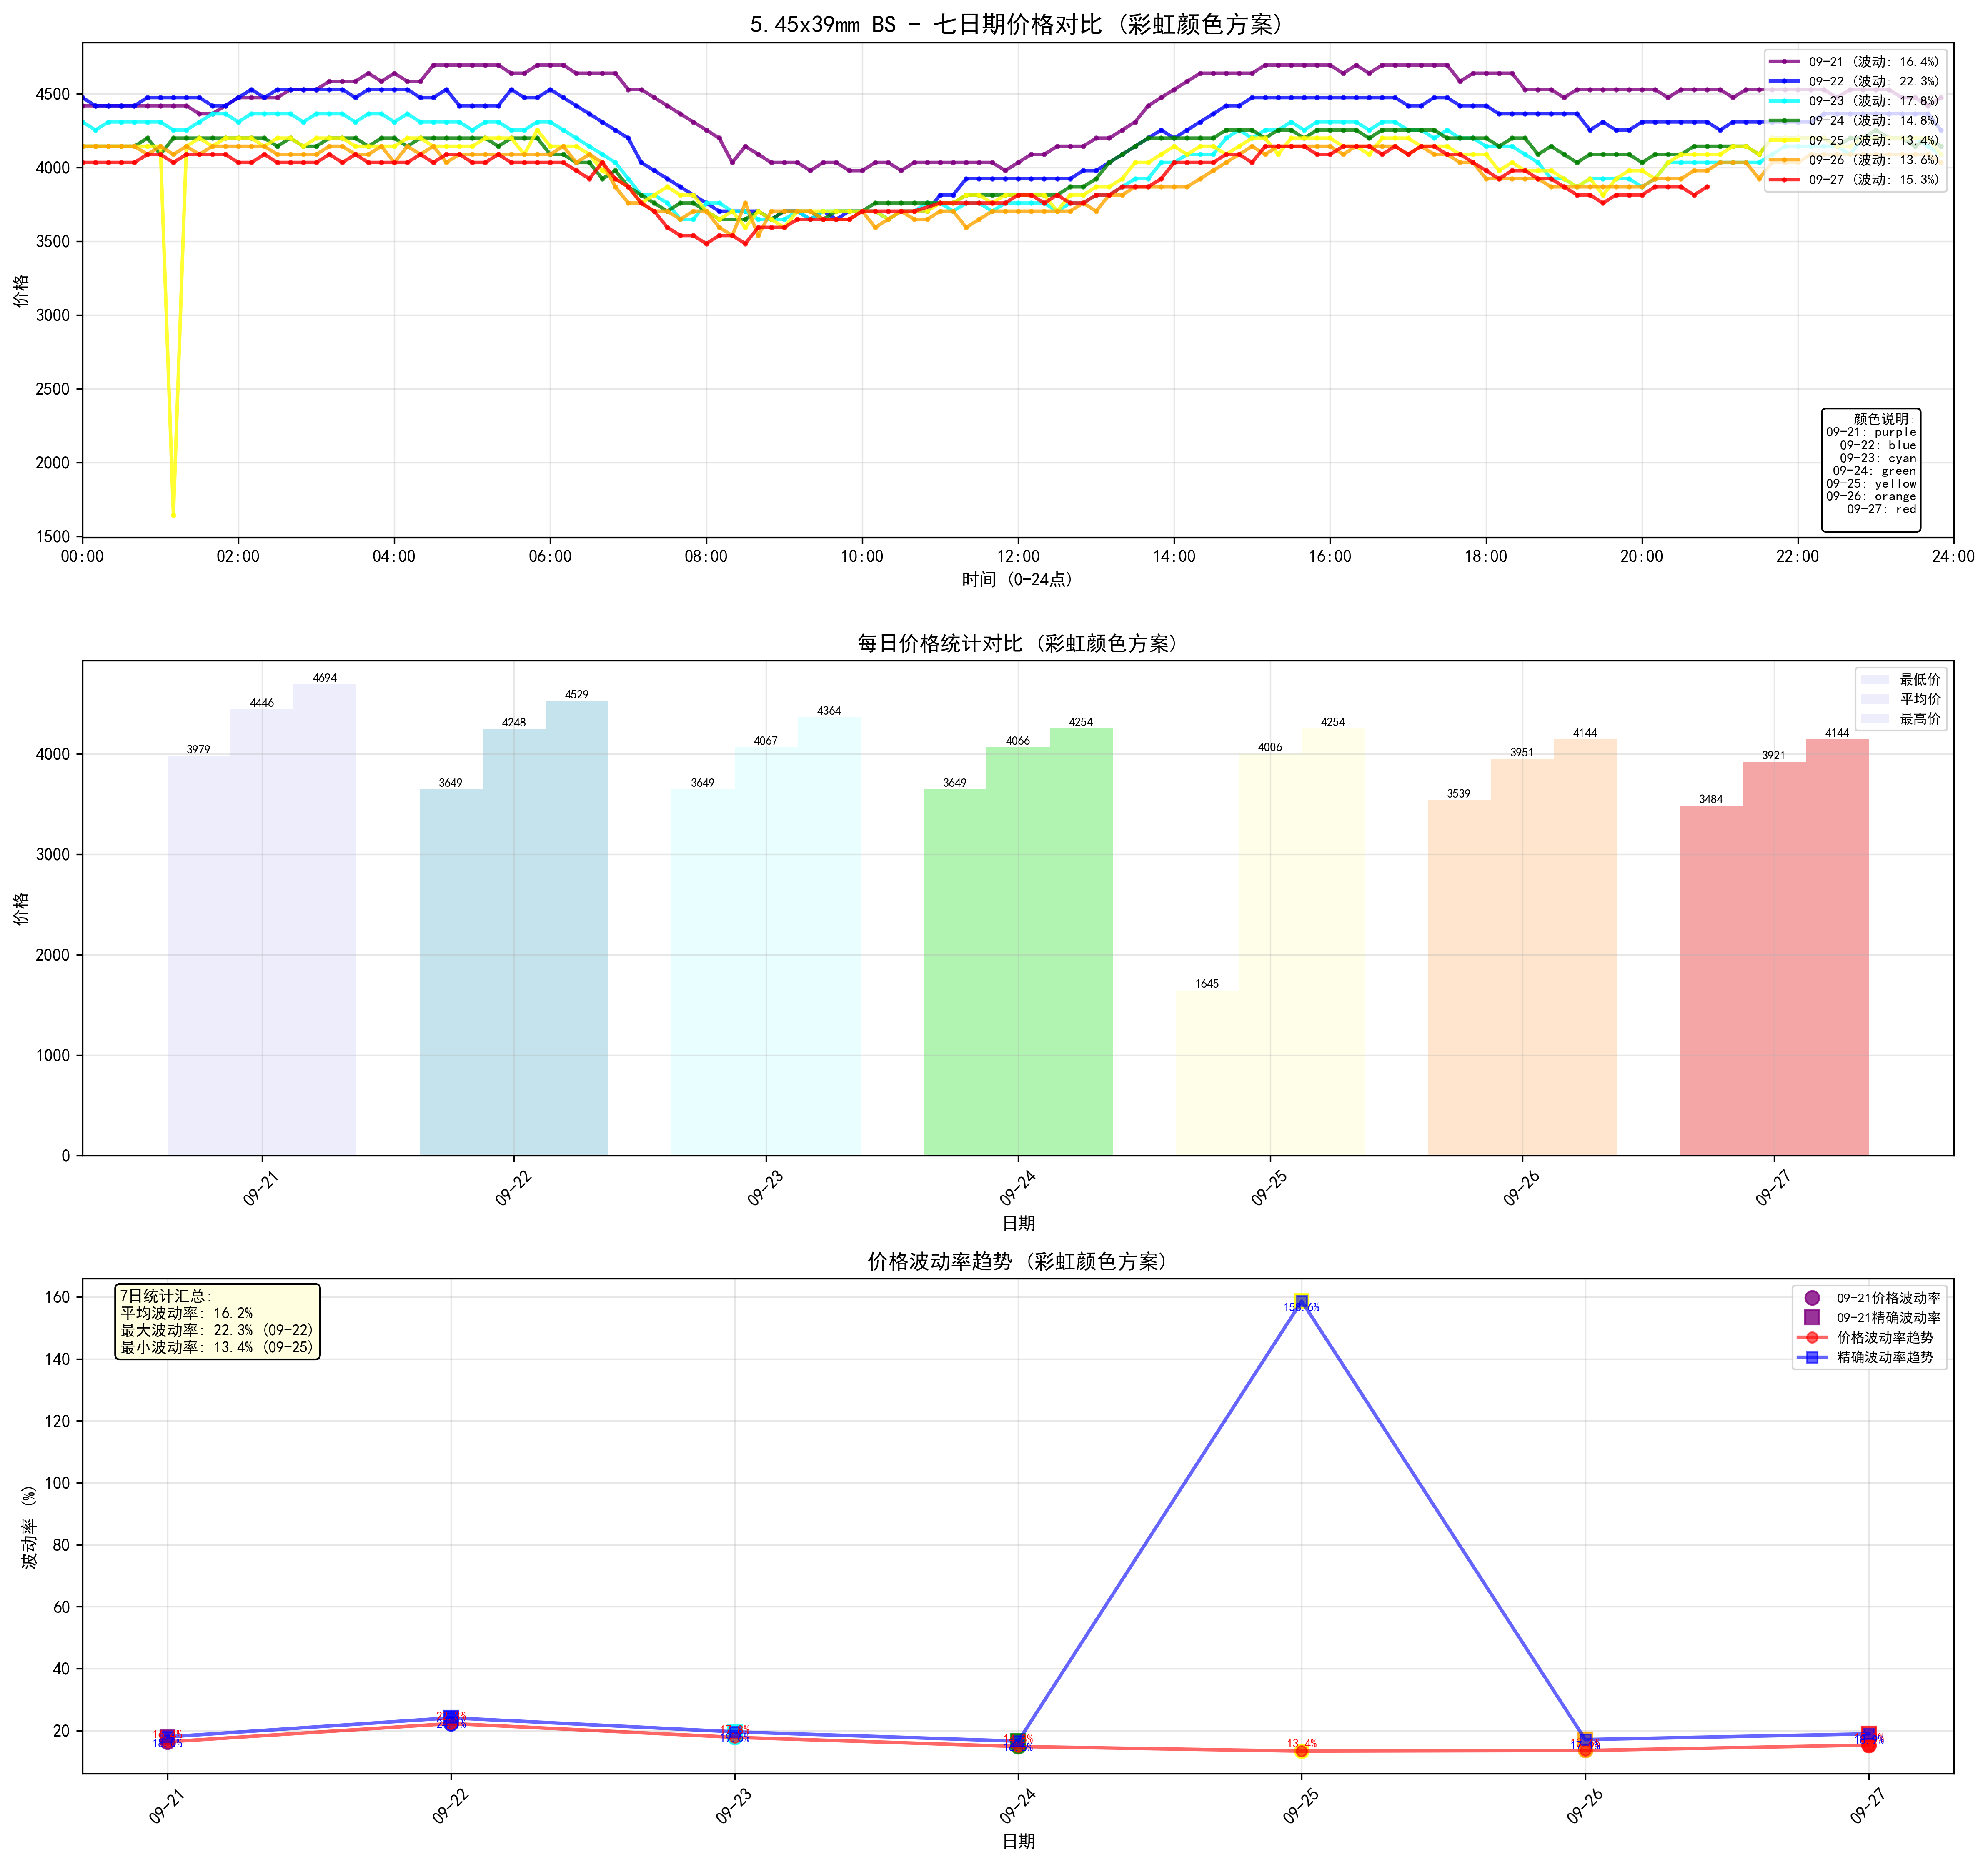 5.45x39mm BS - 七日期价格对比 (彩虹颜色方案)
09-21 (波动: 16.4%)
09-22 (波动: 22.3%)
09-23 (波动: 17.8%)
09-24 (波动: 14.8%)
09-25 (波动: 13.4%)
09-26 (波动: 13.6%)
09-27 (波动: 15.3%)
4500
4000
3500
3000
2500
2000
1500
价格
颜色说明:
09-21: purple
09-22: blue
09-23: cyan
09-24: green
09-25: yellow
09-26: orange
09-27: red
00:00 02:00 04:00 06:00 08:00 10:00 12:00 14:00 16:00 18:00 20:00 22:00 24:00
时间 (0-24点)
每日价格统计对比 (彩虹颜色方案)
最低价
平均价
最高价
4000
3000
2000
1000
0
价格
3979 4446 4694
3649 4248 4529
3649 4067 4364
3649 4066 4254
1645 4006 4254
3539 3951 4144
3484 3921 4144
09-21 09-22 09-23 09-24 09-25 09-26 09-27
日期
价格波动率趋势 (彩虹颜色方案)
7日统计汇总:
平均波动率: 16.2%
最大波动率: 22.3% (09-22)
最小波动率: 13.4% (09-25)
09-21价格波动率
09-21精确波动率
价格波动率趋势
精确波动率趋势
160
140
120
100
80
60
40
20
波动率 (%)
13.4%
09-21 09-22 09-23 09-24 09-25 09-26 09-27
日期